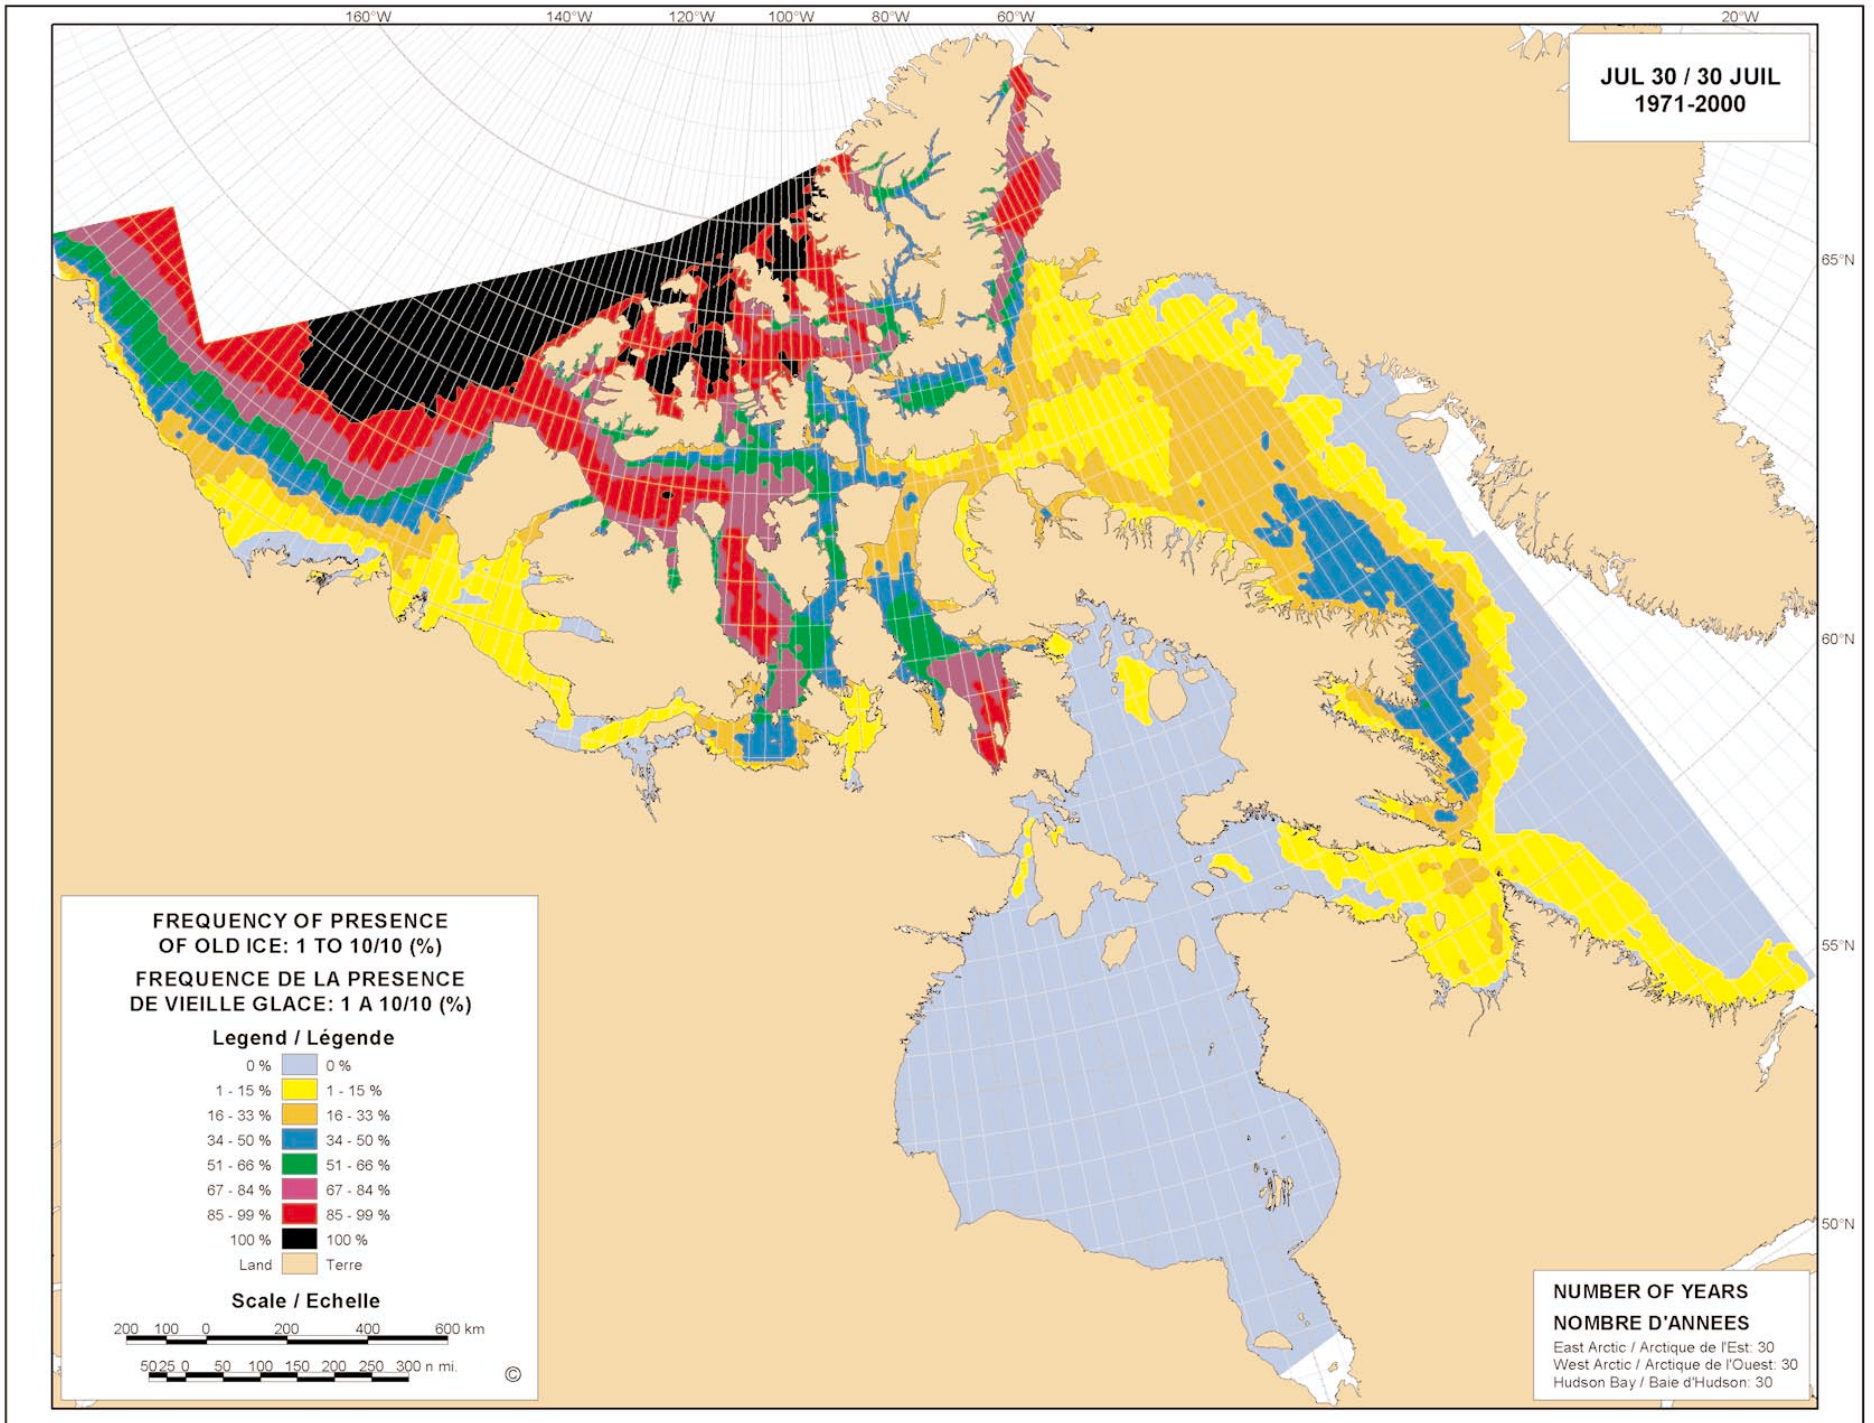 160°W 140°W 120°W 100°W 80°W 60°W 20°W
JUL 30 / 30 JUIL
1971-2000
65°N
60°N
55°N
50°N
FREQUENCY OF PRESENCE
OF OLD ICE: 1 TO 10/10 (%)
FREQUENCE DE LA PRESENCE
DE VIEILLE GLACE: 1 A 10/10 (%)
Legend / Légende
0 % 0 %
1 - 15 % 1 - 15 %
16 - 33 % 16 - 33 %
34 - 50 % 34 - 50 %
51 - 66 % 51 - 66 %
67 - 84 % 67 - 84 %
85 - 99 % 85 - 99 %
100 % 100 %
Land Terre
Scale / Echelle
200 100 0 200 400 600 km
50 25 0 50 100 150 200 250 300 n mi.
©
NUMBER OF YEARS
NOMBRE D'ANNEES
East Arctic / Arctique de l'Est: 30
West Arctic / Arctique de l'Ouest: 30
Hudson Bay / Baie d'Hudson: 30